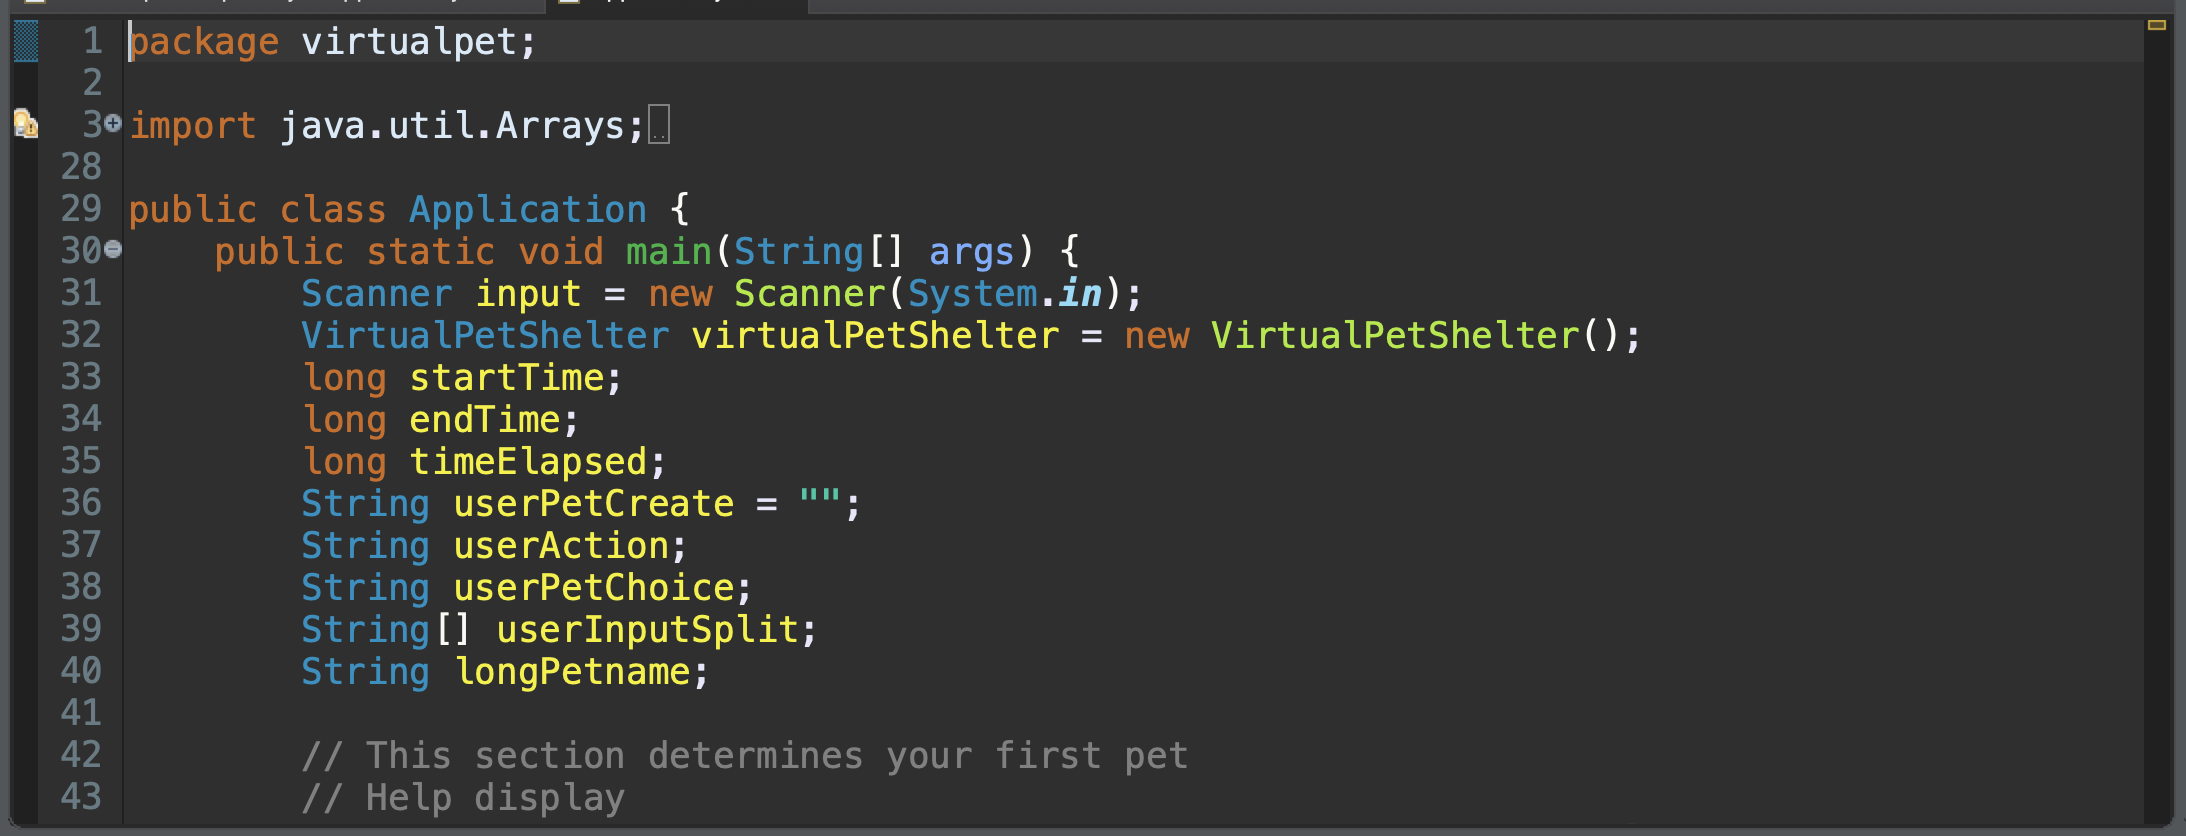 1 package virtualpet;
2
3 import java.util.Arrays;
28
29 public class Application {
30 public static void main(String[] args) {
31 Scanner input = new Scanner(System.in);
32 VirtualPetShelter virtualPetShelter = new VirtualPetShelter();
33 long startTime;
34 long endTime;
35 long timeElapsed;
36 String userPetCreate = "";
37 String userAction;
38 String userPetChoice;
39 String[] userInputSplit;
40 String longPetname;
41
42 // This section determines your first pet
43 // Help display